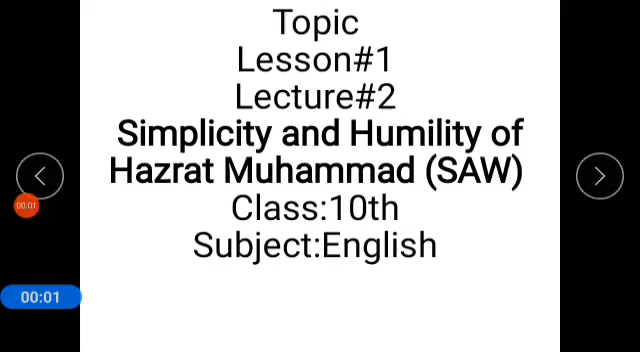 Topic
Lesson#1
Lecture#2
Simplicity and Humility of
Hazrat Muhammad (SAW)
Class:10th
Subject:English
00:01
00:01